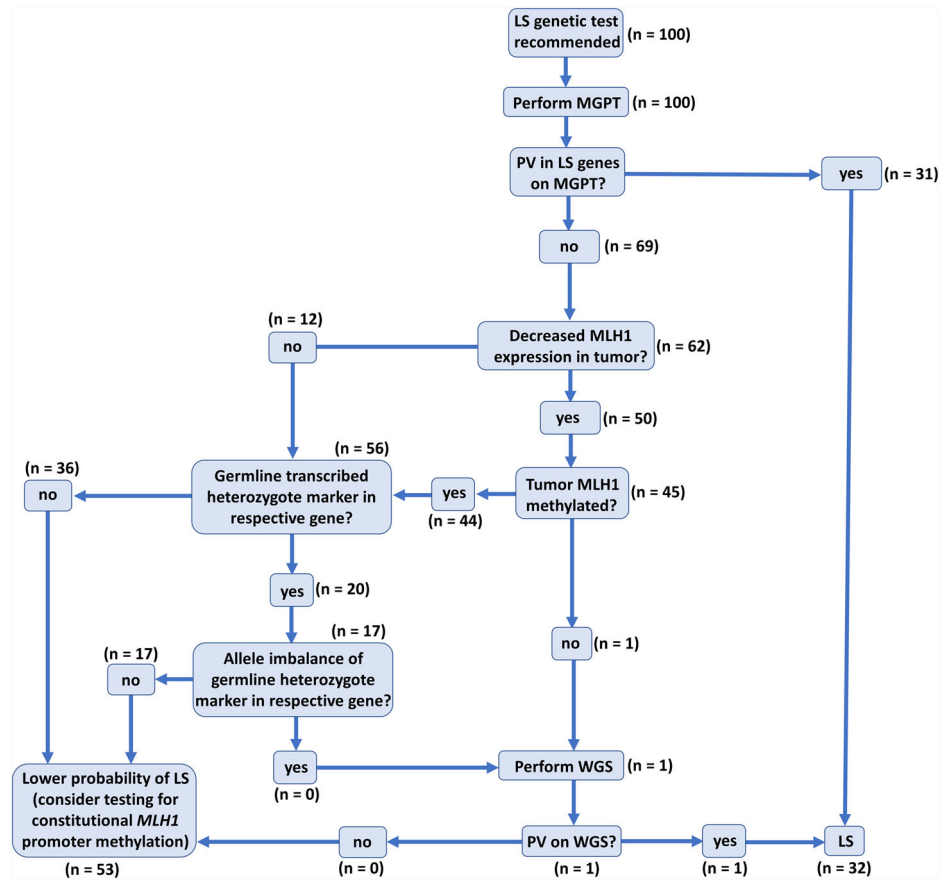 LS genetic test
recommended
(n = 100)
Perform MGPT
(n = 100)
PV in LS genes
on MGPT?
yes
(n = 31)
no
(n = 69)
(n = 12)
no
Decreased MLH1
expression in tumor?
(n = 62)
yes
(n = 50)
(n = 56)
(n = 36)
no
Germline transcribed
heterozygote marker in
respective gene?
yes
(n = 44)
Tumor MLH1
methylated?
(n = 45)
yes
(n = 20)
(n = 17)
(n = 17)
no
Allele imbalance of
germline heterozygote
marker in respective gene?
no
(n = 1)
yes
(n = 0)
Perform WGS
(n = 1)
Lower probability of LS
(consider testing for
constitutional MLH1
promoter methylation)
(n = 53)
no
(n = 0)
PV on WGS?
(n = 1)
yes
(n = 1)
LS
(n = 32)